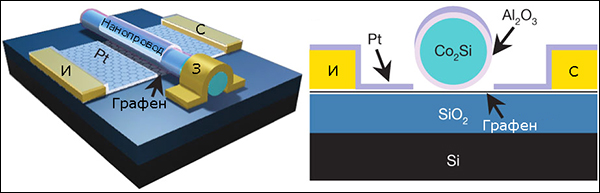 С
Нанопровод
Pt
З
И
Графен
Al2O3
Pt
Co2Si
И
С
SiO2
Графен
Si